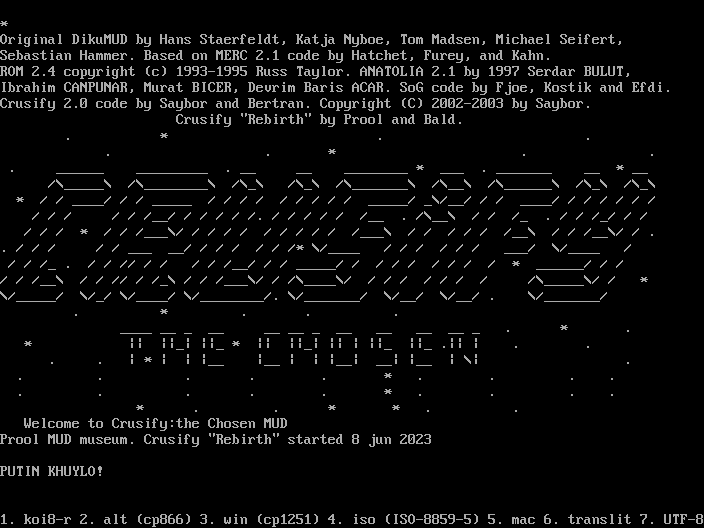 Original DikuMUD by Hans Staerfeldt, Katja Nyboe, Tom Madsen, Michael Seifert,
Sebastian Hammer. Based on MERC 2.1 code by Hatchet, Furey, and Kahn.
ROM 2.4 copyright (c) 1993-1995 Russ Taylor. ANATOLIA 2.1 by 1997 Serdar BULUT,
Ibrahim CANPUNAR, Murat BICER, Devrim Baris ACAR. SoG code by Fjoe, Kostik and Efdi.
Crusify 2.0 code by Saybor and Bertran. Copyright (C) 2002-2003 by Saybor.
Crusify "Rebirth" by Prool and Bald.
CRUSIFY
THE CHOSEN
Welcome to Crusify:the Chosen MUD
Prool MUD museum. Crusify "Rebirth" started 8 jun 2023
PUTIN KHUYLO!
1. koi8-r 2. alt (cp866) 3. win (cp1251) 4. iso (ISO-8859-5) 5. mac 6. translit 7. UTF-8